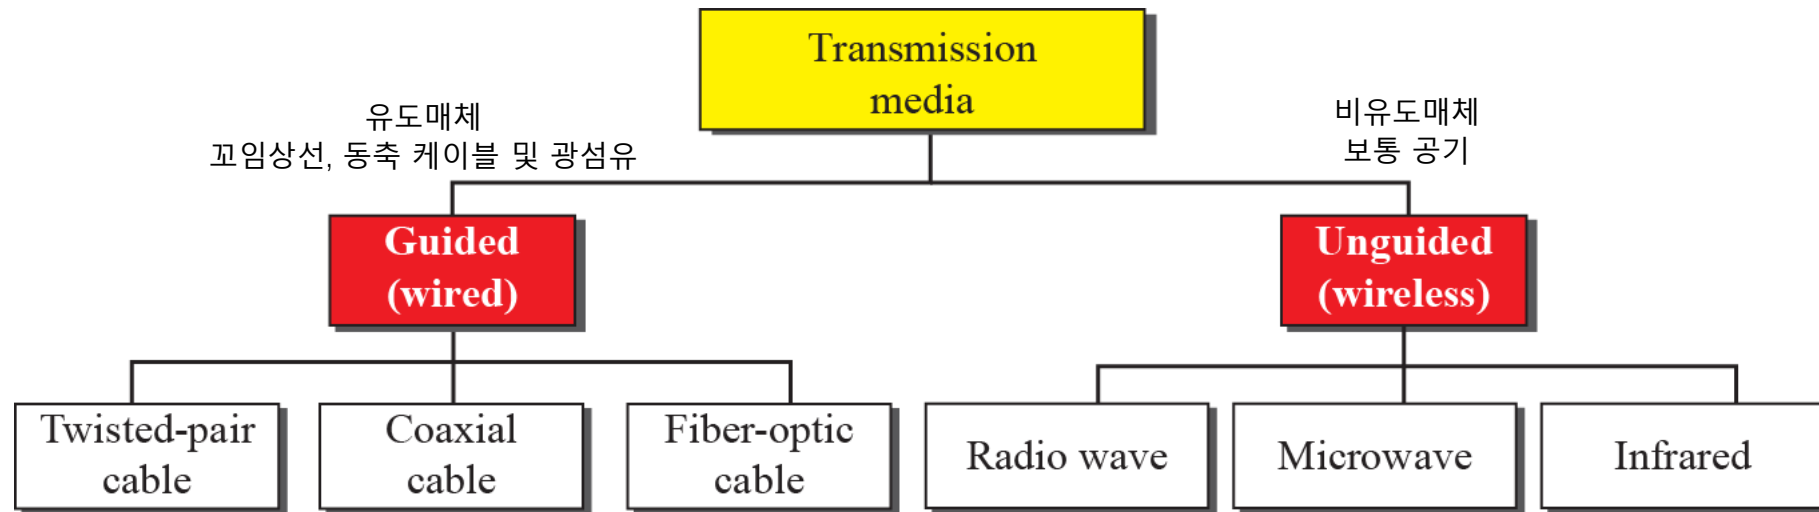 Transmission
media
유도매체
꼬임상선, 동축 케이블 및 광섬유
비유도매체
보통 공기
Guided
(wired)
Unguided
(wireless)
Twisted-pair
cable
Coaxial
cable
Fiber-optic
cable
Radio wave
Microwave
Infrared